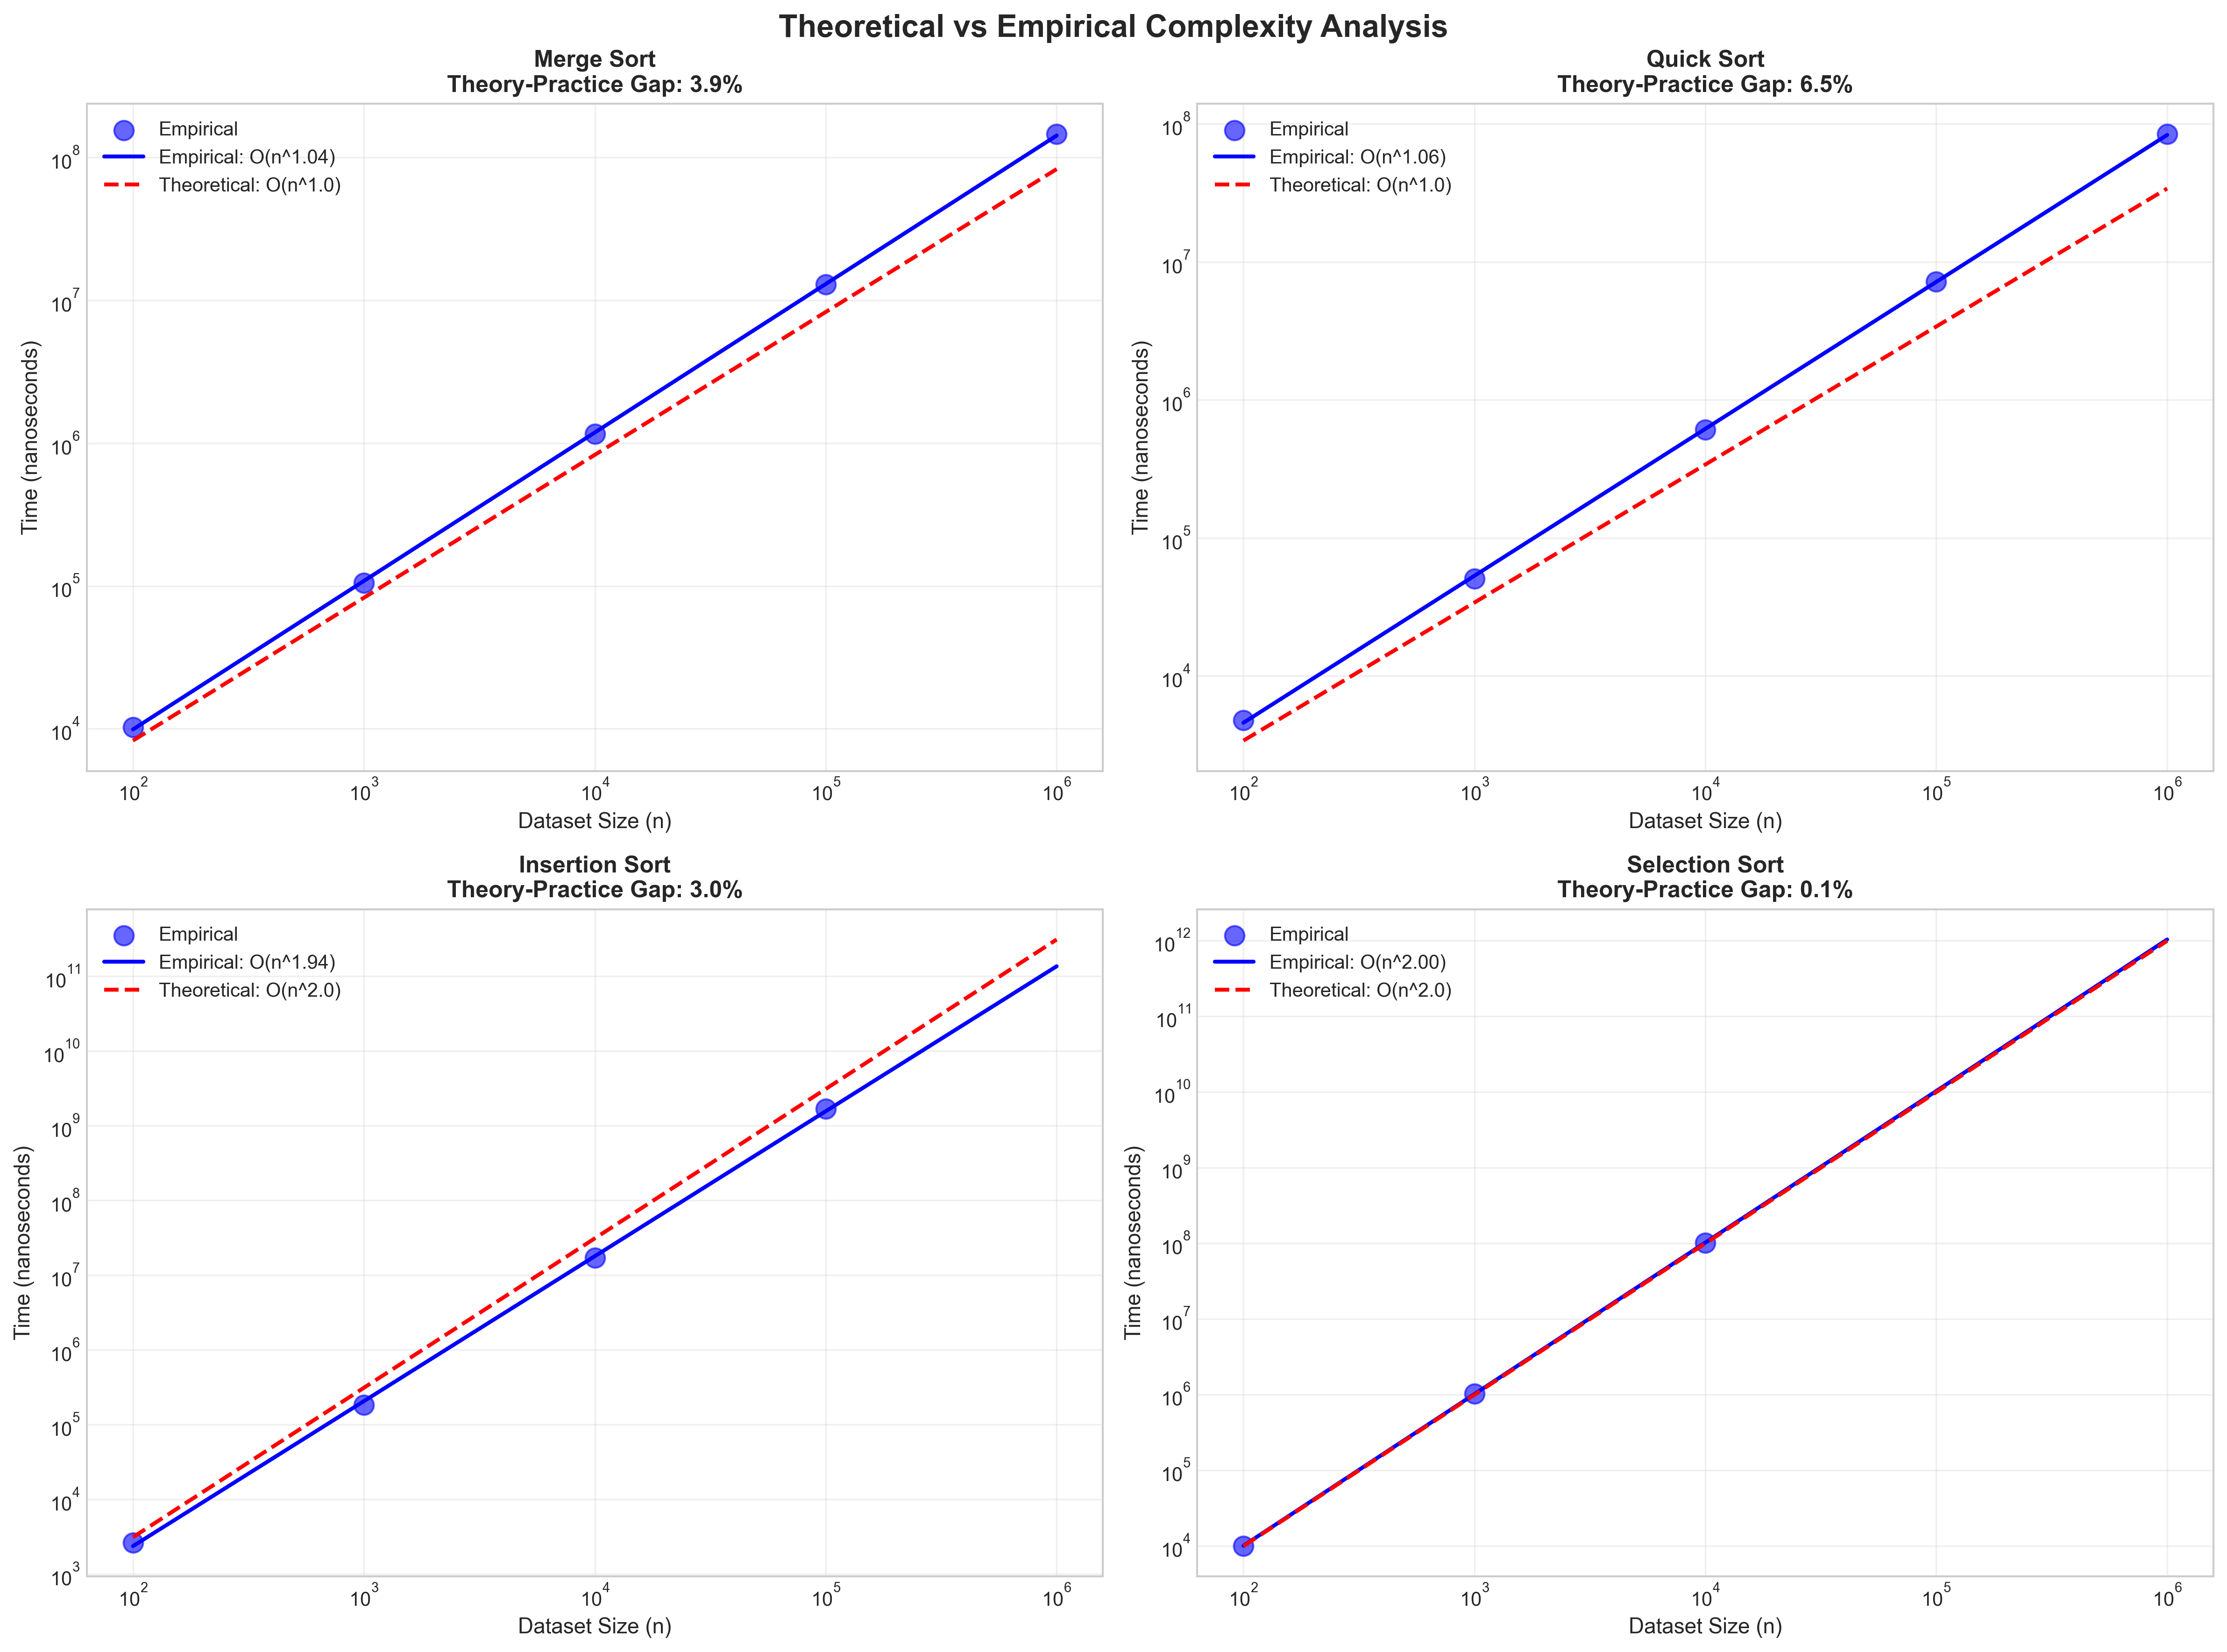 Theoretical vs Empirical Complexity Analysis
Merge Sort
Theory-Practice Gap: 3.9%
Empirical
Empirical: O(n^1.04)
Theoretical: O(n^1.0)
Time (nanoseconds)
10^8
10^7
10^6
10^5
10^4
10^2 10^3 10^4 10^5 10^6
Dataset Size (n)
Quick Sort
Theory-Practice Gap: 6.5%
Empirical
Empirical: O(n^1.06)
Theoretical: O(n^1.0)
Time (nanoseconds)
10^8
10^7
10^6
10^5
10^4
10^2 10^3 10^4 10^5 10^6
Dataset Size (n)
Insertion Sort
Theory-Practice Gap: 3.0%
Empirical
Empirical: O(n^1.94)
Theoretical: O(n^2.0)
Time (nanoseconds)
10^11
10^10
10^9
10^8
10^7
10^6
10^5
10^4
10^3
10^2 10^3 10^4 10^5 10^6
Dataset Size (n)
Selection Sort
Theory-Practice Gap: 0.1%
Empirical
Empirical: O(n^2.00)
Theoretical: O(n^2.0)
Time (nanoseconds)
10^12
10^11
10^10
10^9
10^8
10^7
10^6
10^5
10^4
10^2 10^3 10^4 10^5 10^6
Dataset Size (n)